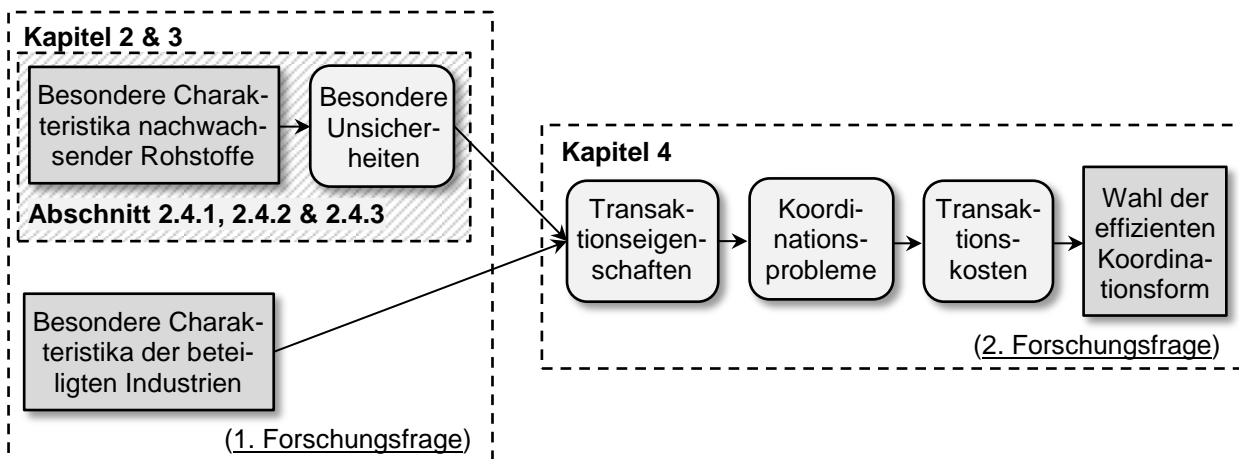 Kapitel 2 & 3
Besondere Charak-
teristika nachwach-
sender Rohstoffe
Besondere
Unsicher-
heiten
Abschnitt 2.4.1, 2.4.2 & 2.4.3
Besondere Charak-
teristika der betei-
ligten Industrien
(1. Forschungsfrage)
Kapitel 4
Transak-
tionseigen-
schaften
Koordi-
nations-
probleme
Transak-
tions-
kosten
Wahl der
effizienten
Koordina-
tionsform
(2. Forschungsfrage)